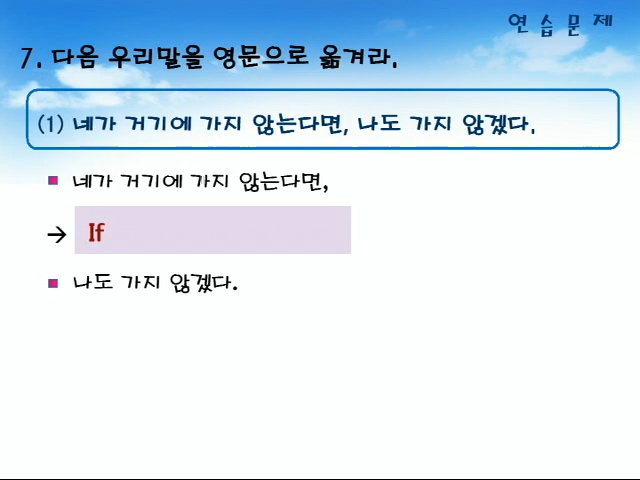 연 습 문 제
7. 다음 우리말을 영문으로 옮겨라.
(1) 네가 거기에 가지 않는다면, 나도 가지 않겠다.
네가 거기에 가지 않는다면,
→ If
나도 가지 않겠다.